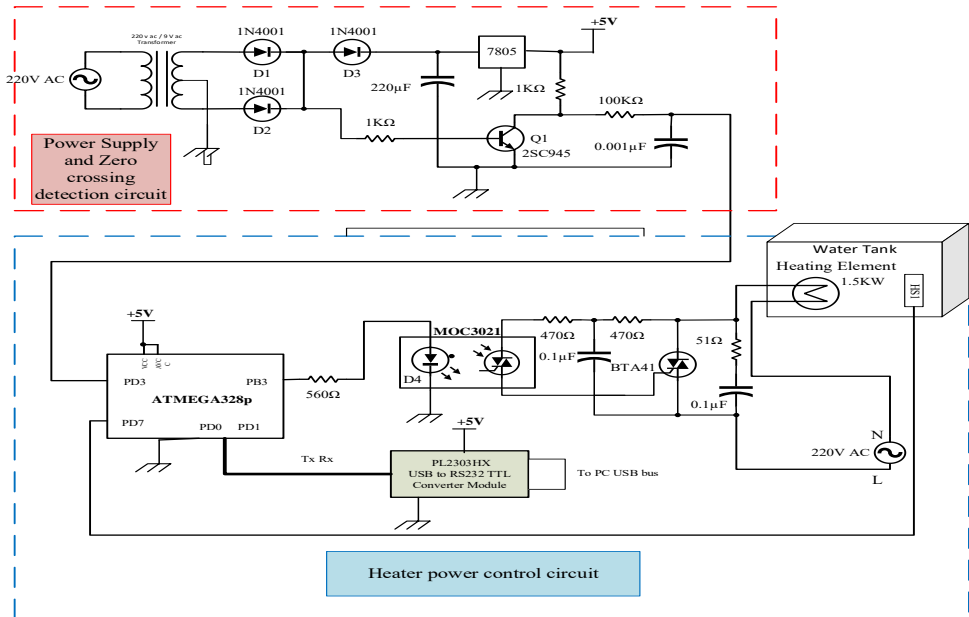 220 v ac / 9 V ac
Transformer
220V AC
1N4001
D1
1N4001
D2
1N4001
D3
220µF
7805
+5V
1KΩ
1KΩ
100KΩ
Q1
2SC945
0.001µF
Power Supply
and Zero
crossing
detection circuit
Water Tank
Heating Element
1.5KW
HS1
+5V
VCC
AVC
C
PD3
PB3
ATMEGA328p
PD7
PD0
PD1
560Ω
MOC3021
D4
470Ω
470Ω
0.1µF
BTA41
51Ω
0.1µF
N
220V AC
L
+5V
Tx Rx
PL2303HX
USB to RS232 TTL
Converter Module
To PC USB bus
Heater power control circuit